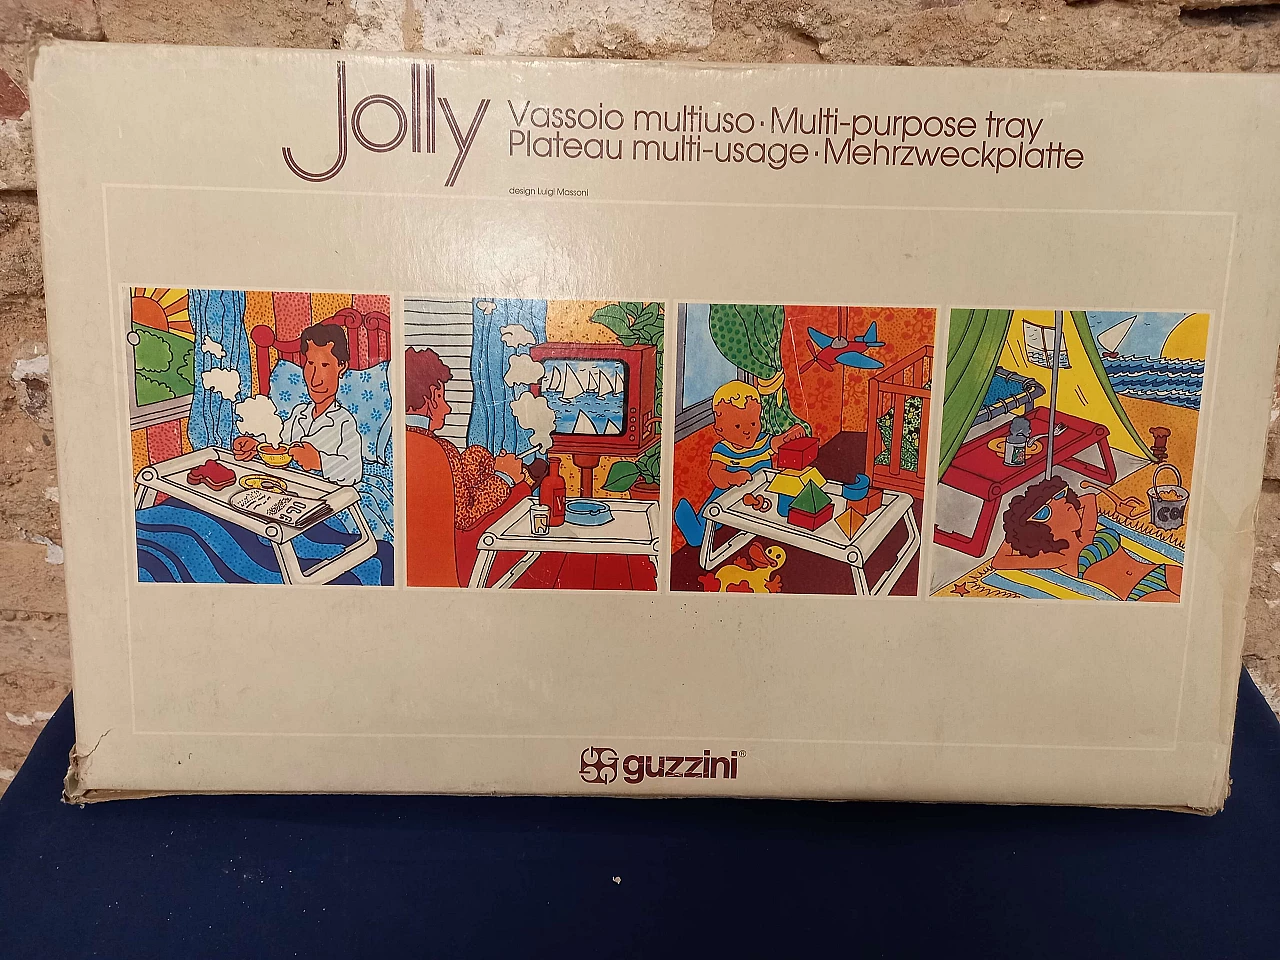 Jolly
Vassoio multiuso · Multi-purpose tray
Plateau multi-usage · Mehrzweckplatte
design Luigi Massoni
guzzini®